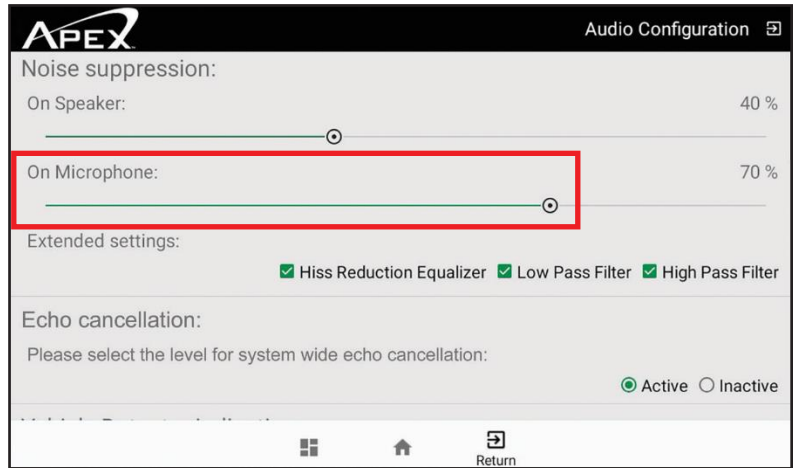 APEX
Audio Configuration
Noise suppression:
On Speaker: 40 %
On Microphone: 70 %
Extended settings:
Hiss Reduction Equalizer Low Pass Filter High Pass Filter
Echo cancellation:
Please select the level for system wide echo cancellation:
Active Inactive
Return